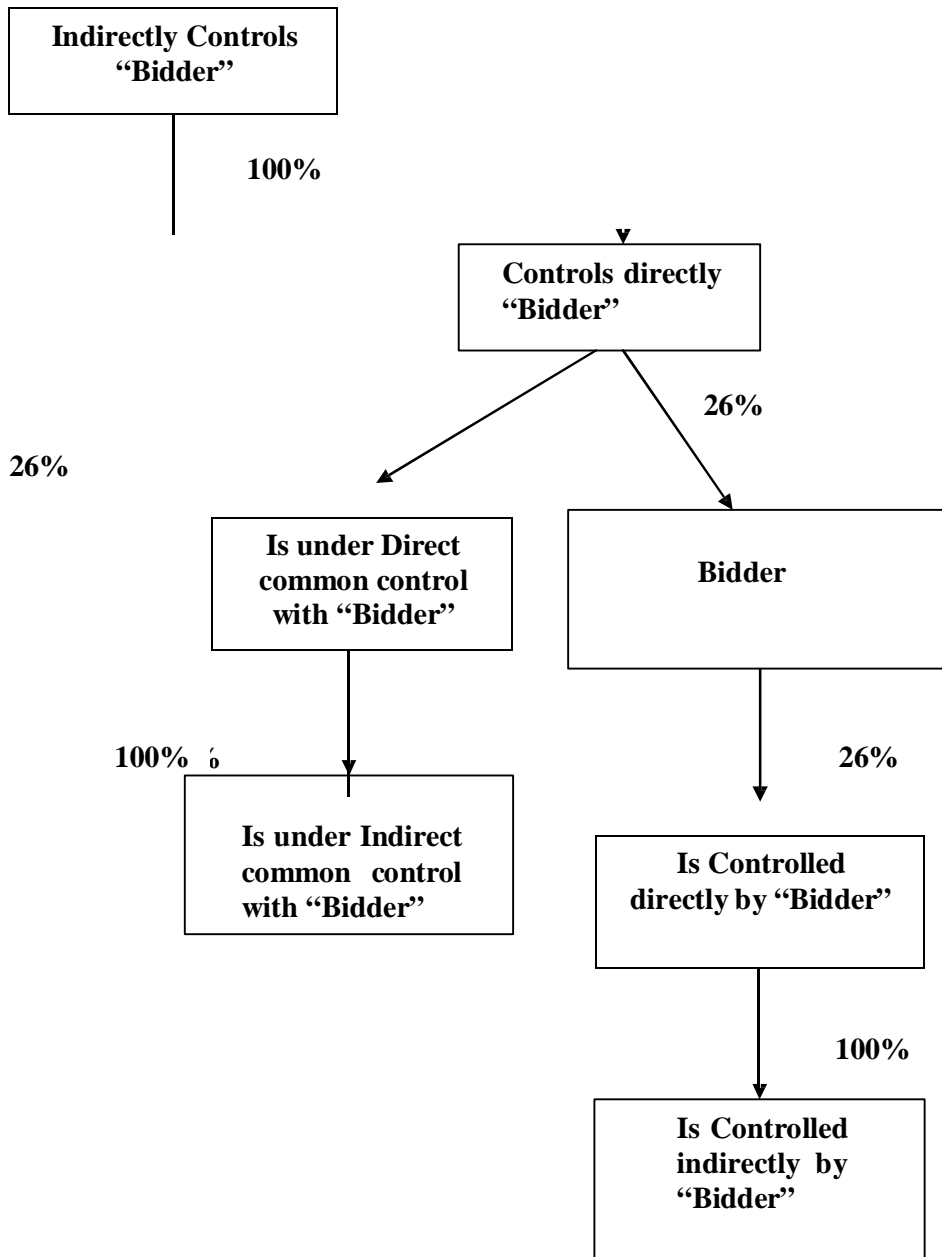 Indirectly Controls
“Bidder”
100%
Controls directly
“Bidder”
26%
26%
Is under Direct
common control
with “Bidder”
Bidder
100%
26%
Is under Indirect
common control
with “Bidder”
Is Controlled
directly by “Bidder”
100%
Is Controlled
indirectly by
“Bidder”